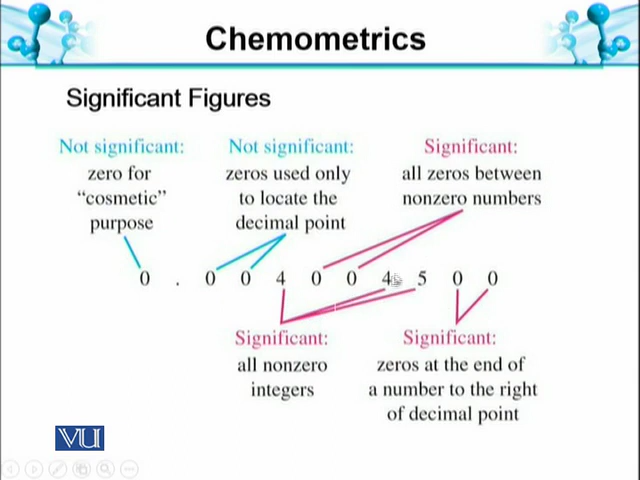 Chemometrics
Significant Figures
Not significant:
zero for
“cosmetic”
purpose
Not significant:
zeros used only
to locate the
decimal point
Significant:
all zeros between
nonzero numbers
0 . 0 0 4 0 0 4 5 0 0
Significant:
all nonzero
integers
Significant:
zeros at the end of
a number to the right
of decimal point
VU